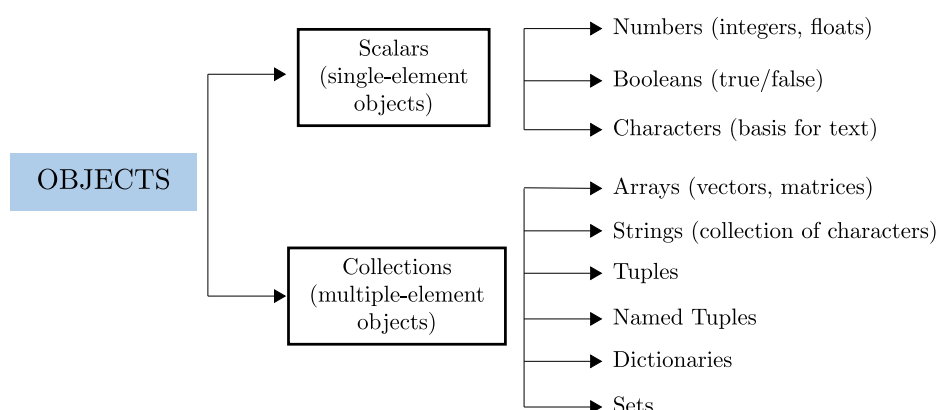 OBJECTS
Scalars
(single-element
objects)
Numbers (integers, floats)
Booleans (true/false)
Characters (basis for text)
Collections
(multiple-element
objects)
Arrays (vectors, matrices)
Strings (collection of characters)
Tuples
Named Tuples
Dictionaries
Sets